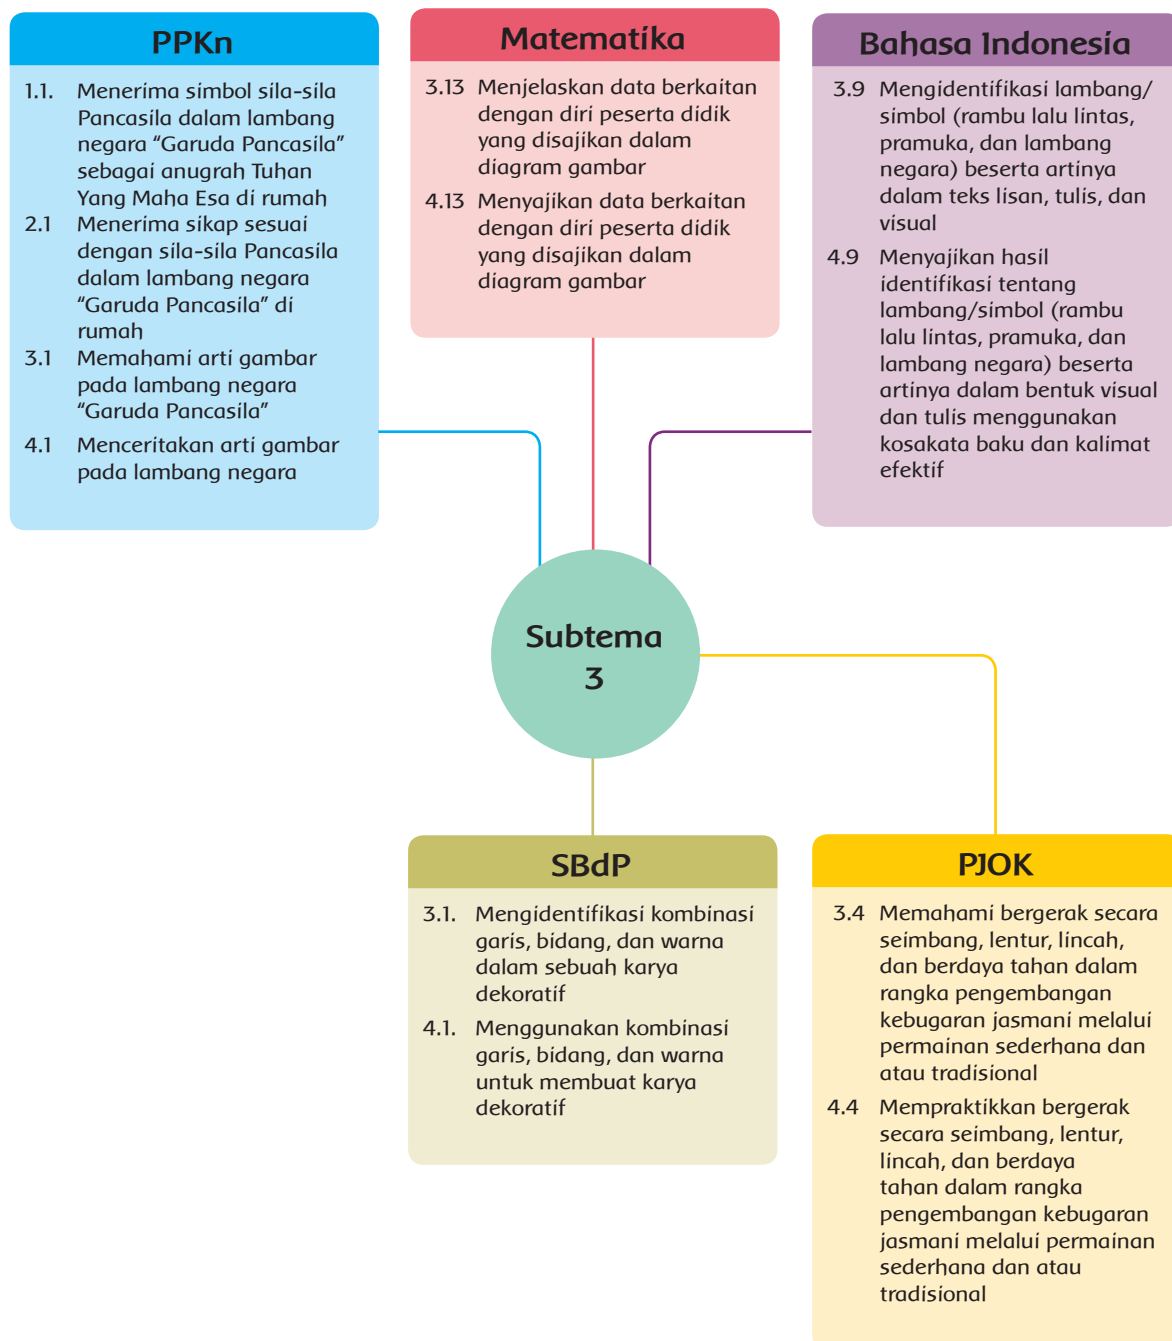 PPKn
1.1. Menerima simbol sila-sila
Pancasila dalam lambang
negara “Garuda Pancasila”
sebagai anugrah Tuhan
Yang Maha Esa di rumah
2.1 Menerima sikap sesuai
dengan sila-sila Pancasila
dalam lambang negara
“Garuda Pancasila” di
rumah
3.1 Memahami arti gambar
pada lambang negara
“Garuda Pancasila”
4.1 Menceritakan arti gambar
pada lambang negara
Matematika
3.13 Menjelaskan data berkaitan
dengan diri peserta didik
yang disajikan dalam
diagram gambar
4.13 Menyajikan data berkaitan
dengan diri peserta didik
yang disajikan dalam
diagram gambar
Bahasa Indonesia
3.9 Mengidentifikasi lambang/
simbol (rambu lalu lintas,
pramuka, dan lambang
negara) beserta artinya
dalam teks lisan, tulis, dan
visual
4.9 Menyajikan hasil
identifikasi tentang
lambang/simbol (rambu
lalu lintas, pramuka, dan
lambang negara) beserta
artinya dalam bentuk visual
dan tulis menggunakan
kosakata baku dan kalimat
efektif
Subtema
3
SBdP
3.1. Mengidentifikasi kombinasi
garis, bidang, dan warna
dalam sebuah karya
dekoratif
4.1. Menggunakan kombinasi
garis, bidang, dan warna
untuk membuat karya
dekoratif
PJOK
3.4 Memahami bergerak secara
seimbang, lentur, lincah,
dan berdaya tahan dalam
rangka pengembangan
kebugaran jasmani melalui
permainan sederhana dan
atau tradisional
4.4 Mempraktikkan bergerak
secara seimbang, lentur,
lincah, dan berdaya
tahan dalam rangka
pengembangan kebugaran
jasmani melalui permainan
sederhana dan atau
tradisional